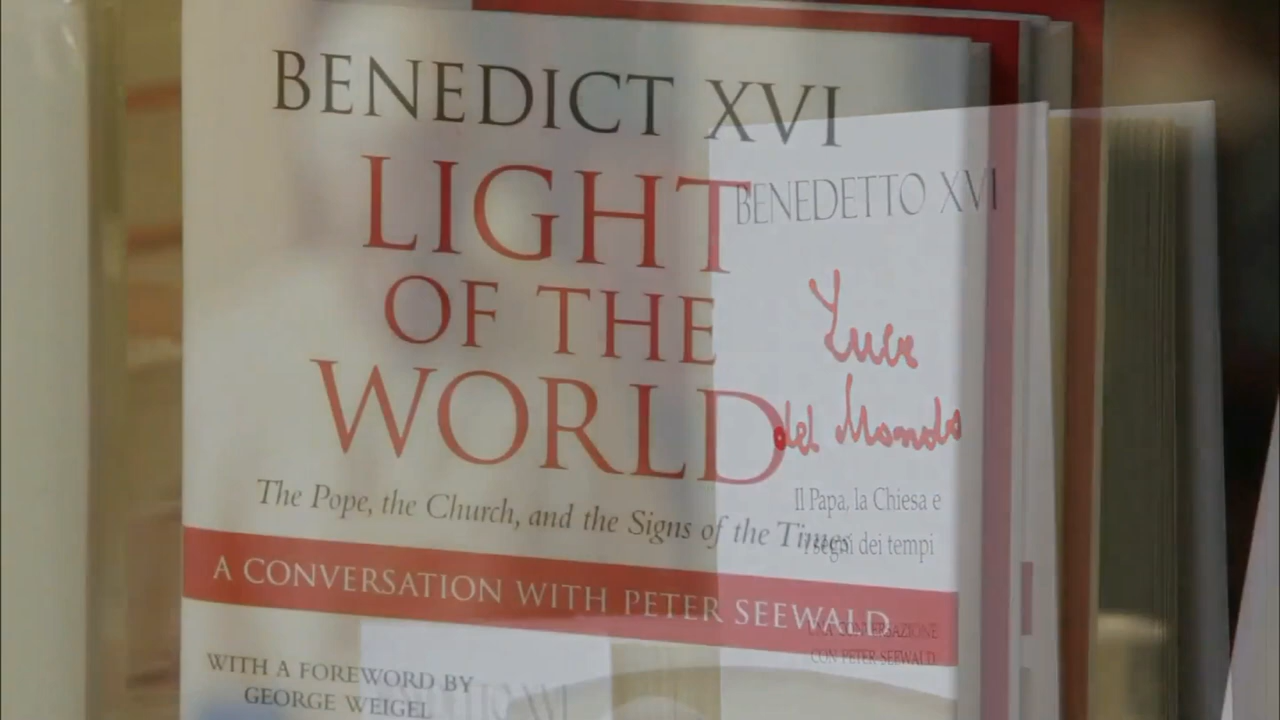 BENEDICT XVI
LIGHT
OF THE
WORLD
The Pope, the Church, and the Signs of the Times
A CONVERSATION WITH PETER SEEWALD
WITH A FOREWORD BY
GEORGE WEIGEL
BENEDETTO XVI
Luce
del Mondo
Il Papa, la Chiesa e
i segni dei tempi
UNA CONVERSAZIONE
CON PETER SEEWALD